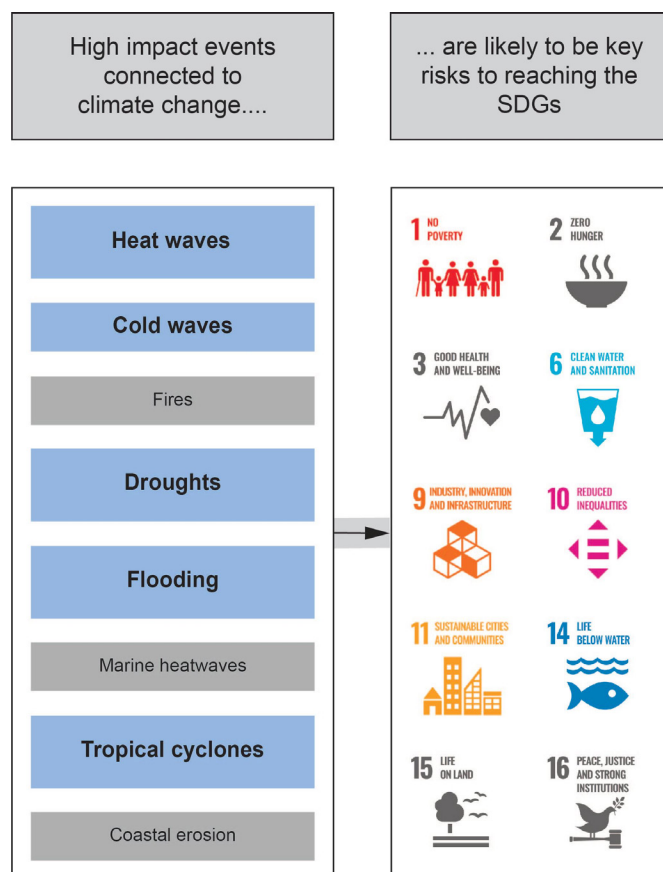 High impact events
connected to
climate change....
... are likely to be key
risks to reaching the
SDGs
Heat waves
Cold waves
Fires
Droughts
Flooding
Marine heatwaves
Tropical cyclones
Coastal erosion
1 NO
POVERTY
2 ZERO
HUNGER
3 GOOD HEALTH
AND WELL-BEING
6 CLEAN WATER
AND SANITATION
9 INDUSTRY, INNOVATION
AND INFRASTRUCTURE
10 REDUCED
INEQUALITIES
11 SUSTAINABLE CITIES
AND COMMUNITIES
14 LIFE
BELOW WATER
15 LIFE
ON LAND
16 PEACE, JUSTICE
AND STRONG
INSTITUTIONS